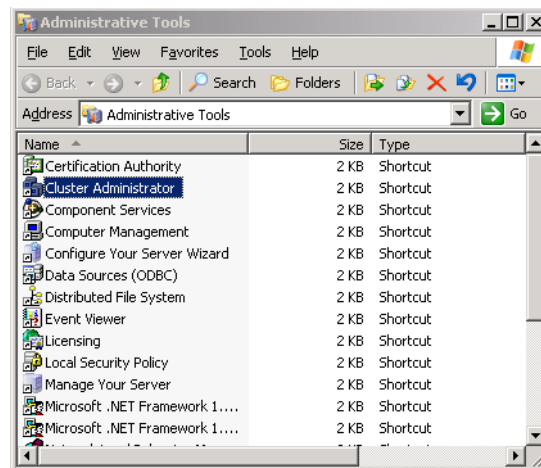 Administrative Tools
File Edit View Favorites Tools Help
Back Search Folders
Address Administrative Tools Go
Name Size Type
Certification Authority 2 KB Shortcut
Cluster Administrator 2 KB Shortcut
Component Services 2 KB Shortcut
Computer Management 2 KB Shortcut
Configure Your Server Wizard 2 KB Shortcut
Data Sources (ODBC) 2 KB Shortcut
Distributed File System 2 KB Shortcut
Event Viewer 2 KB Shortcut
Licensing 2 KB Shortcut
Local Security Policy 2 KB Shortcut
Manage Your Server 2 KB Shortcut
Microsoft .NET Framework 1.... 2 KB Shortcut
Microsoft .NET Framework 1.... 2 KB Shortcut